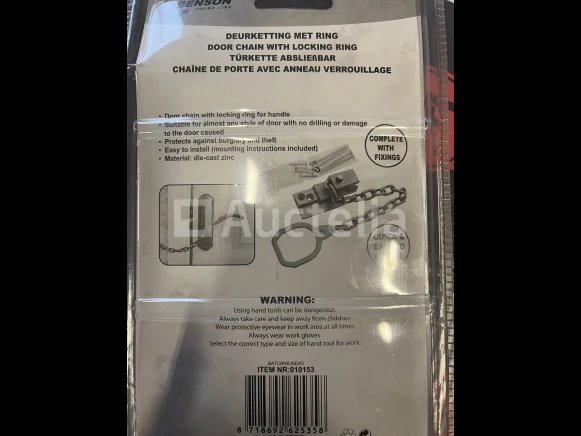 BENSON
DEURKETTING MET RING
DOOR CHAIN WITH LOCKING RING
TÜRKETTE ABSLIEßBAR
CHAÎNE DE PORTE AVEC ANNEAU VERROUILLAGE
• Door chain with locking ring for handle
• Suitable for almost any style of door with no drilling or damage
to the door caused
• Protects against burglary and theft
• Easy to install (mounting instructions included)
• Material: die-cast zinc
COMPLETE
WITH
FIXINGS
Auctelia
QUICK &
WARNING:
Using hand tools can be dangerous.
Always take care and keep away from children
Wear protective eyewear in work area at all times
Always wear work gloves
Select the correct type and size of hand tool for work.
ITEM NR:010153
8 718692 625358